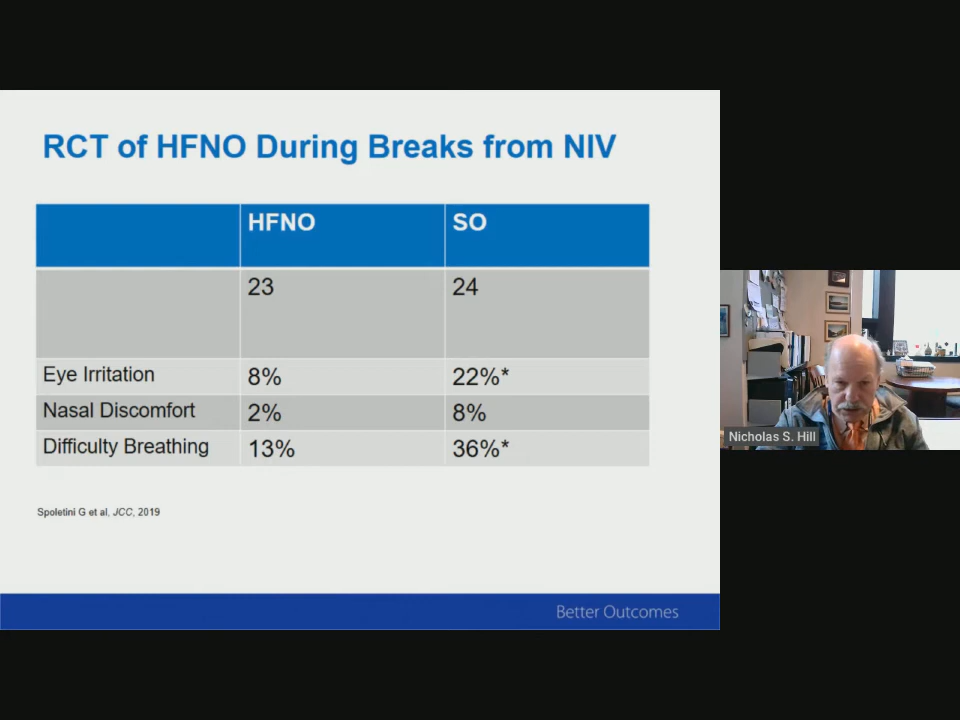 RCT of HFNO During Breaks from NIV
HFNO SO
23 24
Eye Irritation 8% 22%*
Nasal Discomfort 2% 8%
Difficulty Breathing 13% 36%*
Spoletini G et al, JCC, 2019
Better Outcomes
Nicholas S. Hill